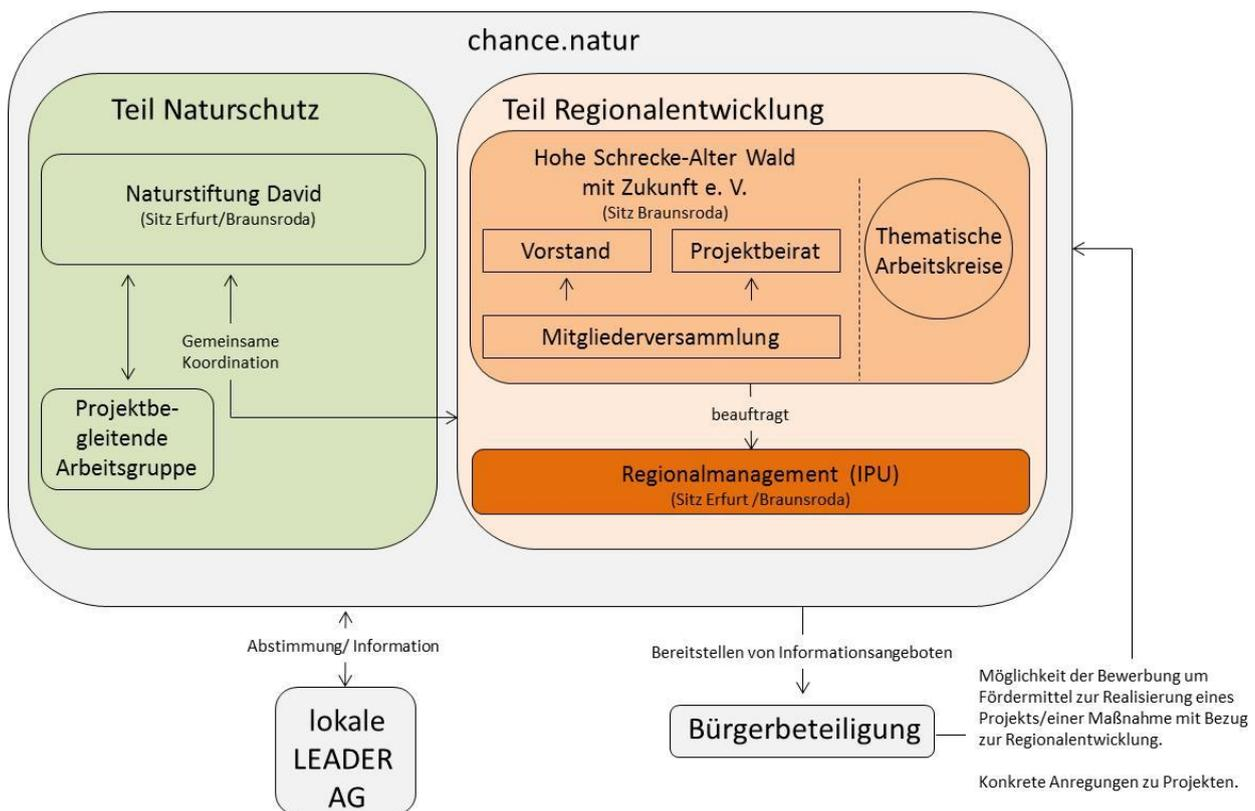 chance.natur
Teil Naturschutz
Naturstiftung David
(Sitz Erfurt/Braunsroda)
Gemeinsame
Koordination
Projektbe-
gleitende
Arbeitsgruppe
Teil Regionalentwicklung
Hohe Schrecke-Alter Wald
mit Zukunft e. V.
(Sitz Braunsroda)
Vorstand
Projektbeirat
Mitgliederversammlung
Thematische
Arbeitskreise
beauftragt
Regionalmanagement (IPU)
(Sitz Erfurt /Braunsroda)
Abstimmung/ Information
lokale
LEADER
AG
Bereitstellen von Informationsangeboten
Bürgerbeteiligung
Möglichkeit der Bewerbung um
Fördermittel zur Realisierung eines
Projekts/einer Maßnahme mit Bezug
zur Regionalentwicklung.
Konkrete Anregungen zu Projekten.